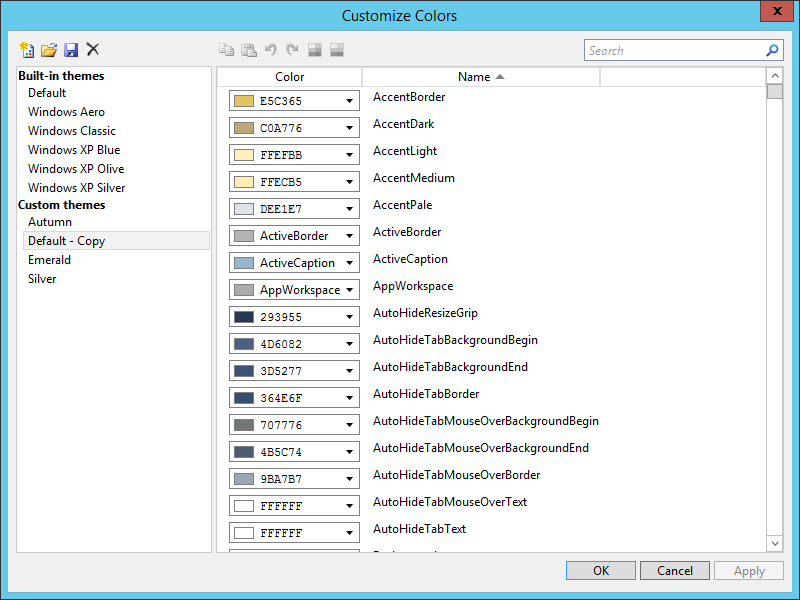 Customize Colors
Search
Built-in themes
Default
Windows Aero
Windows Classic
Windows XP Blue
Windows XP Olive
Windows XP Silver
Custom themes
Autumn
Default - Copy
Emerald
Silver
Color Name
E5C365 AccentBorder
C0A776 AccentDark
FFEFBB AccentLight
FFECB5 AccentMedium
DEE1E7 AccentPale
ActiveBorder ActiveBorder
ActiveCaption ActiveCaption
AppWorkspace AppWorkspace
293955 AutoHideResizeGrip
4D6082 AutoHideTabBackgroundBegin
3D5277 AutoHideTabBackgroundEnd
364E6F AutoHideTabBorder
707776 AutoHideTabMouseOverBackgroundBegin
4B5C74 AutoHideTabMouseOverBackgroundEnd
9BA7B7 AutoHideTabMouseOverBorder
FFFFFF AutoHideTabMouseOverText
FFFFFF AutoHideTabText
OK Cancel Apply